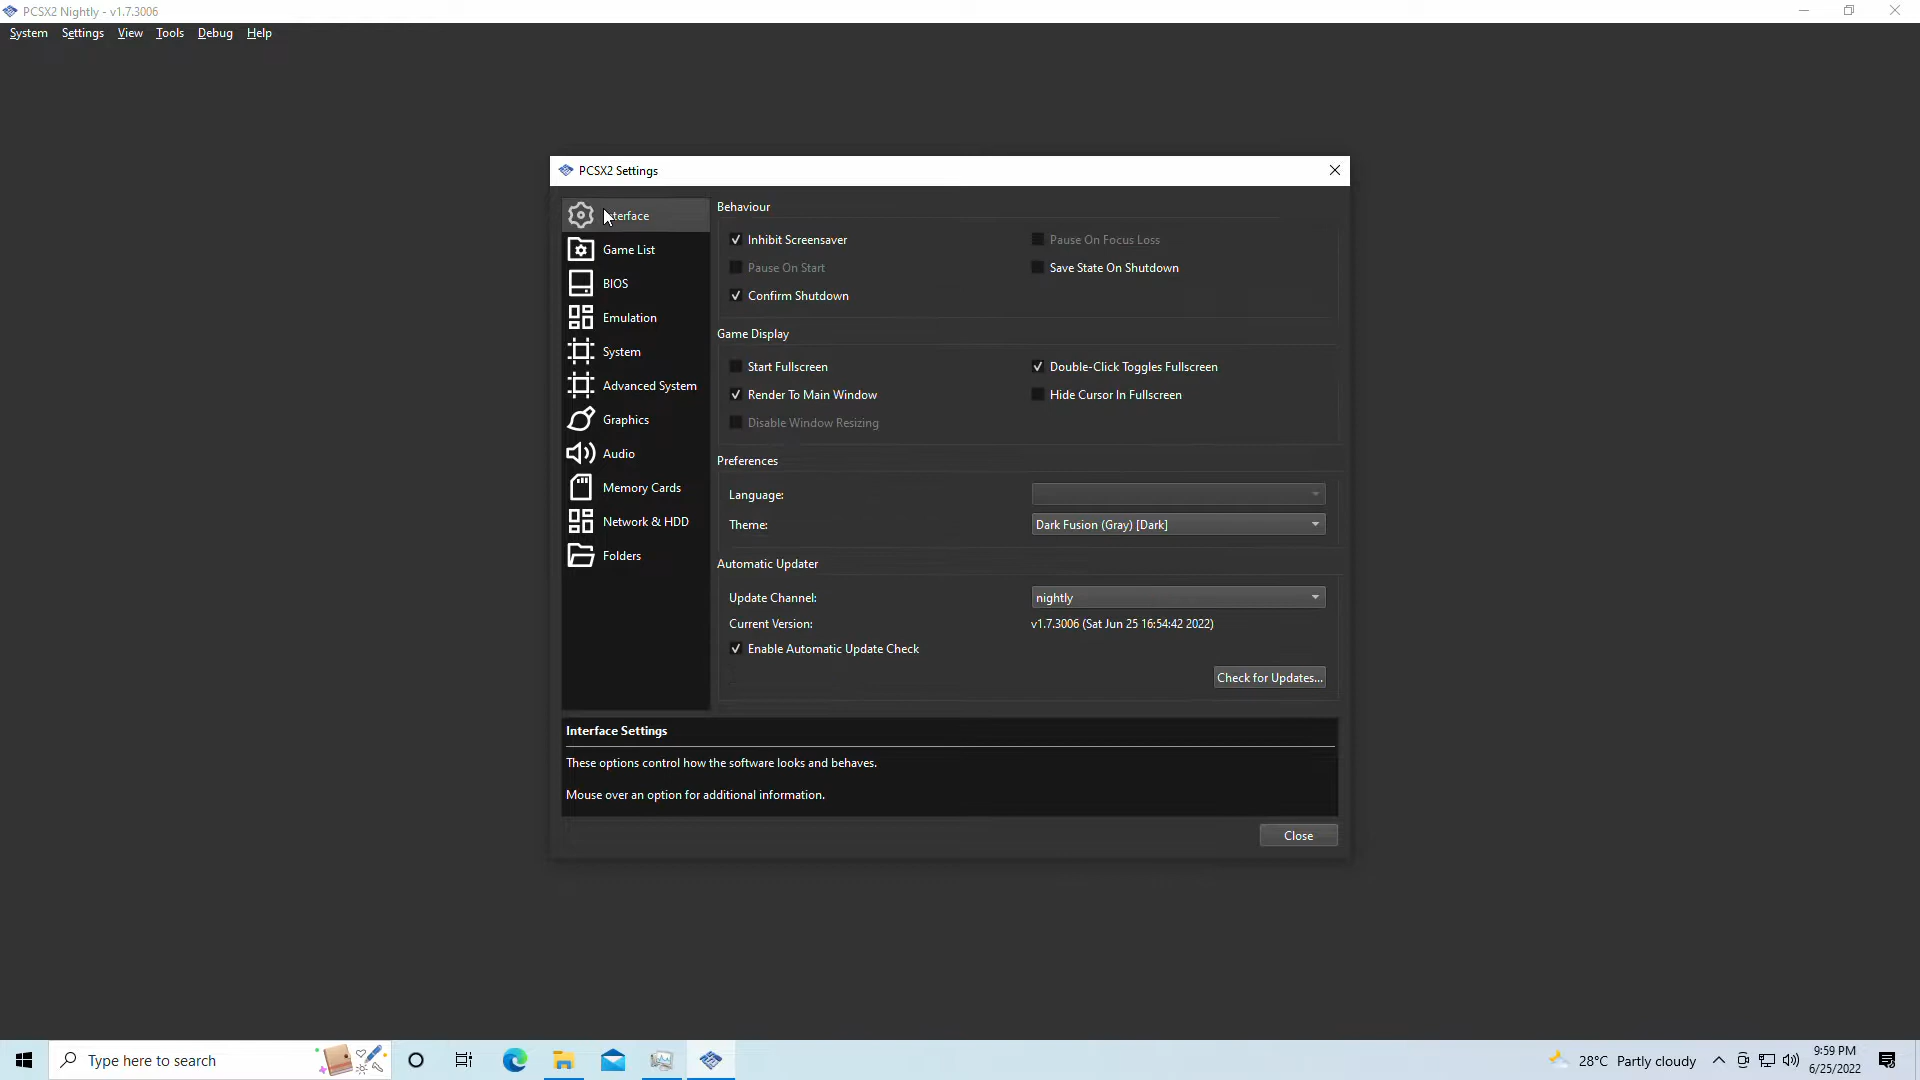 PCSX2 Nightly - v1.7.3006
System Settings View Tools Debug Help
PCSX2 Settings
Interface
Game List
BIOS
Emulation
System
Advanced System
Graphics
Audio
Memory Cards
Network & HDD
Folders
Behaviour
Inhibit Screensaver
Pause On Focus Loss
Pause On Start
Save State On Shutdown
Confirm Shutdown
Game Display
Start Fullscreen
Double-Click Toggles Fullscreen
Render To Main Window
Hide Cursor In Fullscreen
Disable Window Resizing
Preferences
Language:
Theme: Dark Fusion (Gray) [Dark]
Automatic Updater
Update Channel: nightly
Current Version: v1.7.3006 (Sat Jun 25 16:54:42 2022)
Enable Automatic Update Check
Check for Updates...
Interface Settings
These options control how the software looks and behaves.
Mouse over an option for additional information.
Close
Type here to search
28°C Partly cloudy
9:59 PM
6/25/2022